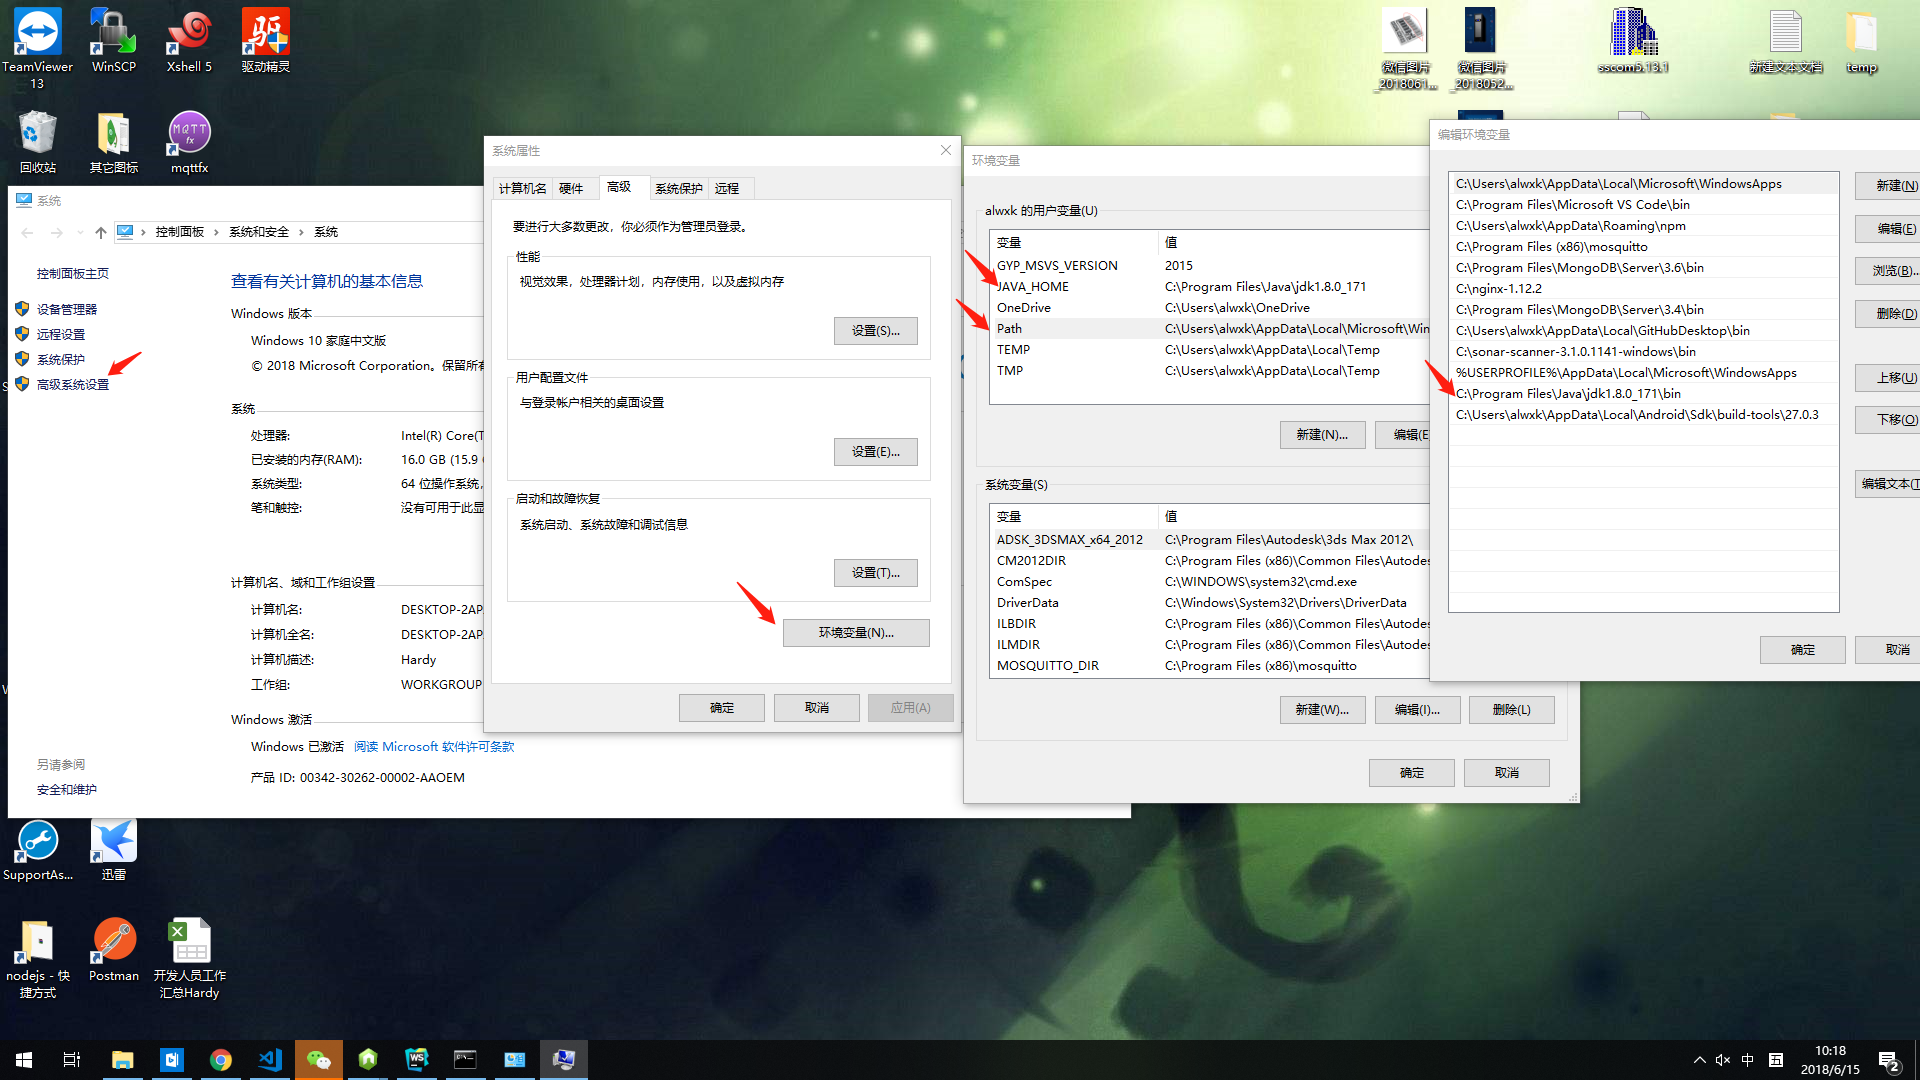 TeamViewer
13
WinSCP
Xshell 5
驱动精灵
微信图片
_2018061...
微信图片
_2018052...
sscom5.13.1
新建文本文档
temp
回收站
其它图标
MQTT
fx
mqttfx
系统
控制面板 › 系统和安全 › 系统
控制面板主页
设备管理器
远程设置
系统保护
高级系统设置
另请参阅
安全和维护
查看有关计算机的基本信息
Windows 版本
Windows 10 家庭中文版
© 2018 Microsoft Corporation。保留所有
系统
处理器: Intel(R) Core(T
已安装的内存(RAM): 16.0 GB (15.9
系统类型: 64 位操作系统,
笔和触控: 没有可用于此显
计算机名、域和工作组设置
计算机名: DESKTOP-2AP
计算机全名: DESKTOP-2AP
计算机描述: Hardy
工作组: WORKGROUP
Windows 激活
Windows 已激活 阅读 Microsoft 软件许可条款
产品 ID: 00342-30262-00002-AAOEM
系统属性
计算机名 硬件 高级 系统保护 远程
要进行大多数更改，你必须作为管理员登录。
性能
视觉效果，处理器计划，内存使用，以及虚拟内存
设置(S)...
用户配置文件
与登录帐户相关的桌面设置
设置(E)...
启动和故障恢复
系统启动、系统故障和调试信息
设置(T)...
环境变量(N)...
确定 取消 应用(A)
环境变量
alwxk 的用户变量(U)
变量 值
GYP_MSVS_VERSION 2015
JAVA_HOME C:\Program Files\Java\jdk1.8.0_171
OneDrive C:\Users\alwxk\OneDrive
Path C:\Users\alwxk\AppData\Local\Microsoft\Win
TEMP C:\Users\alwxk\AppData\Local\Temp
TMP C:\Users\alwxk\AppData\Local\Temp
新建(N)... 编辑(E
系统变量(S)
变量 值
ADSK_3DSMAX_x64_2012 C:\Program Files\Autodesk\3ds Max 2012\
CM2012DIR C:\Program Files (x86)\Common Files\Autode
ComSpec C:\WINDOWS\system32\cmd.exe
DriverData C:\Windows\System32\Drivers\DriverData
ILBDIR C:\Program Files (x86)\Common Files\Autode
ILMDIR C:\Program Files (x86)\Common Files\Autode
MOSQUITTO_DIR C:\Program Files (x86)\mosquitto
新建(W)... 编辑(I)... 删除(L)
确定 取消
编辑环境变量
C:\Users\alwxk\AppData\Local\Microsoft\WindowsApps
C:\Program Files\Microsoft VS Code\bin
C:\Users\alwxk\AppData\Roaming\npm
C:\Program Files (x86)\mosquitto
C:\Program Files\MongoDB\Server\3.6\bin
C:\nginx-1.12.2
C:\Program Files\MongoDB\Server\3.4\bin
C:\Users\alwxk\AppData\Local\GitHubDesktop\bin
C:\sonar-scanner-3.1.0.1141-windows\bin
%USERPROFILE%\AppData\Local\Microsoft\WindowsApps
C:\Program Files\Java\jdk1.8.0_171\bin
C:\Users\alwxk\AppData\Local\Android\Sdk\build-tools\27.0.3
新建(N)
编辑(E)
浏览(B)..
删除(D)
上移(U)
下移(O)
编辑文本(T
确定 取消
SupportAs...
迅雷
nodejs - 快
捷方式
Postman
开发人员工作
汇总Hardy
WS
中
10:18
2018/6/15
2